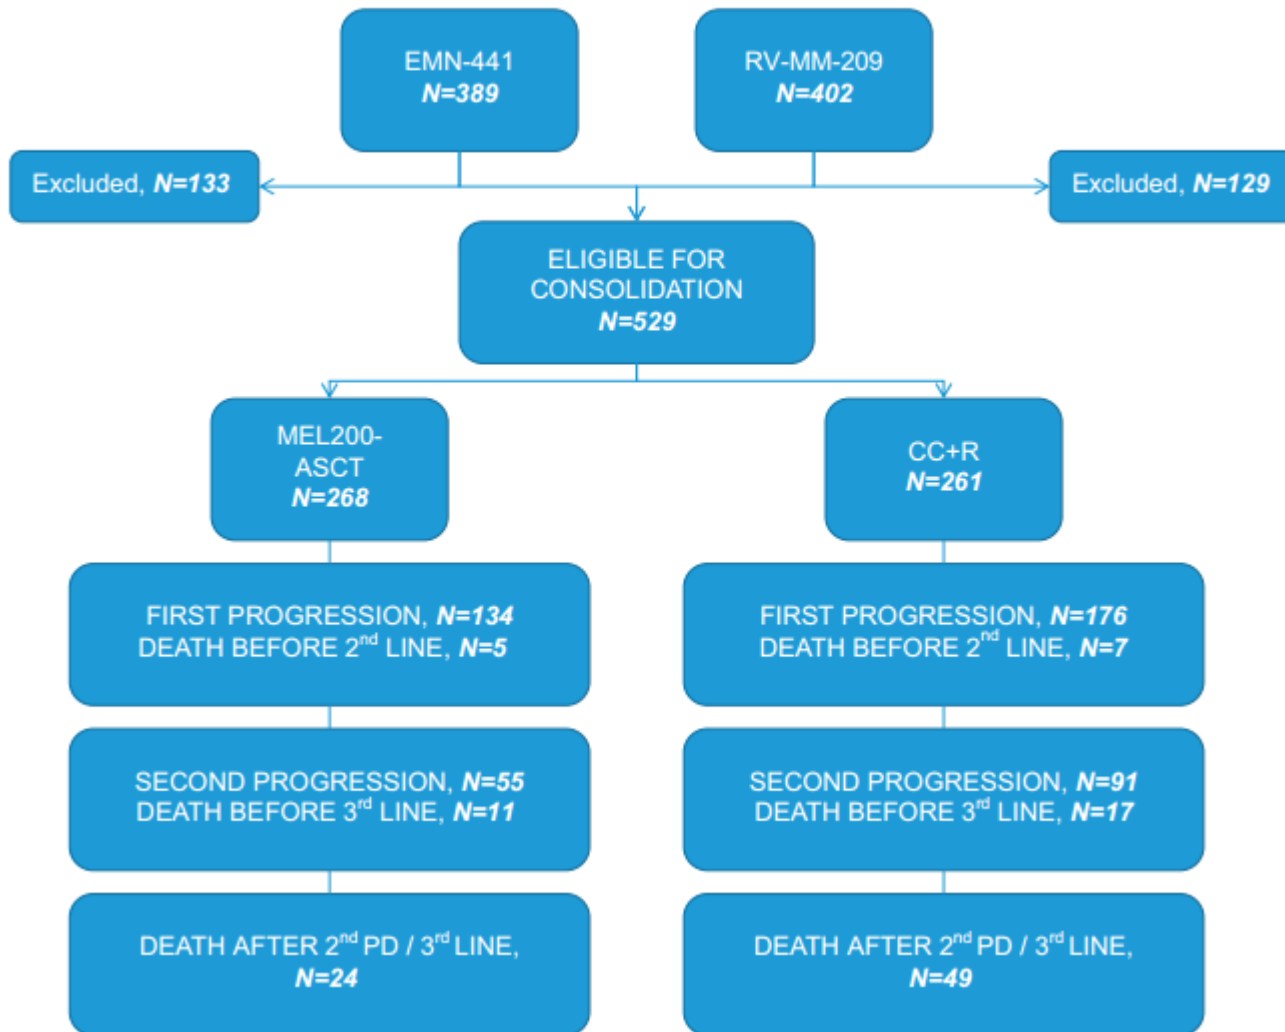 EMN-441
N=389
RV-MM-209
N=402
Excluded, N=133
Excluded, N=129
ELIGIBLE FOR
CONSOLIDATION
N=529
MEL200-
ASCT
N=268
CC+R
N=261
FIRST PROGRESSION, N=134
DEATH BEFORE 2nd LINE, N=5
FIRST PROGRESSION, N=176
DEATH BEFORE 2nd LINE, N=7
SECOND PROGRESSION, N=55
DEATH BEFORE 3rd LINE, N=11
SECOND PROGRESSION, N=91
DEATH BEFORE 3rd LINE, N=17
DEATH AFTER 2nd PD / 3rd LINE,
N=24
DEATH AFTER 2nd PD / 3rd LINE,
N=49